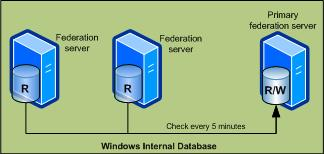 Federation
server
Federation
server
Primary
federation server
R
R
R/W
Check every 5 minutes
Windows Internal Database